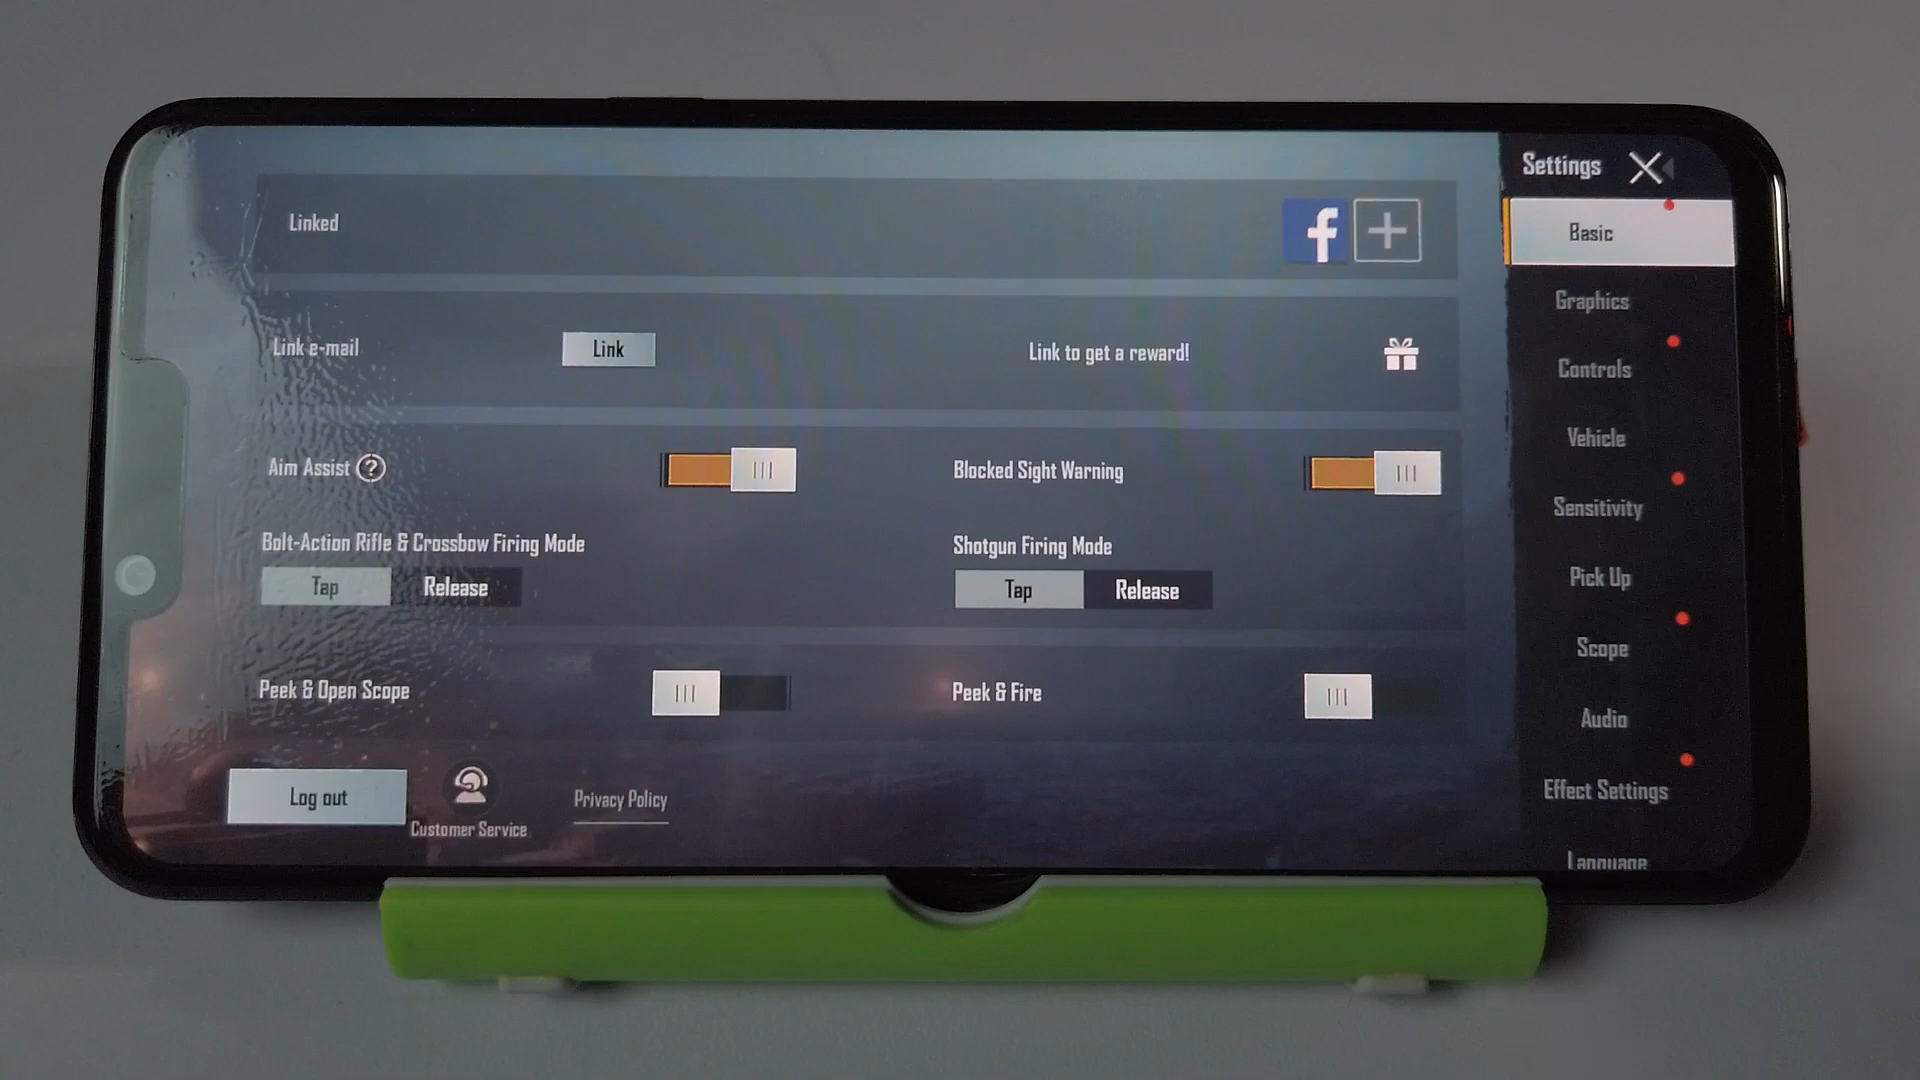 Settings
Linked
Basic
Graphics
Link e-mail
Link
Link to get a reward!
Controls
Vehicle
Aim Assist ?
Blocked Sight Warning
Sensitivity
Bolt-Action Rifle & Crossbow Firing Mode
Shotgun Firing Mode
Tap
Release
Tap
Release
Pick Up
Scope
Peek & Open Scope
Peek & Fire
Audio
Log out
Customer Service
Privacy Policy
Effect Settings
Language